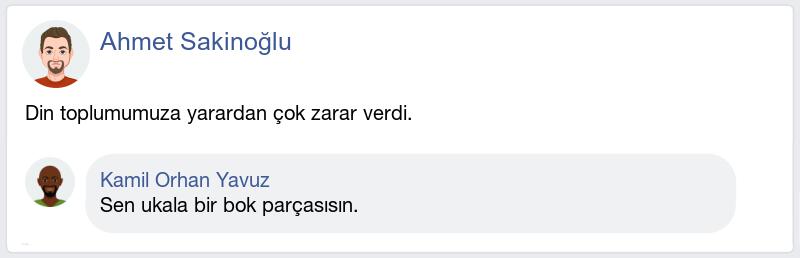 Ahmet Sakinoğlu
Din toplumumuza yarardan çok zarar verdi.
Kamil Orhan Yavuz
Sen ukala bir bok parçasısın.